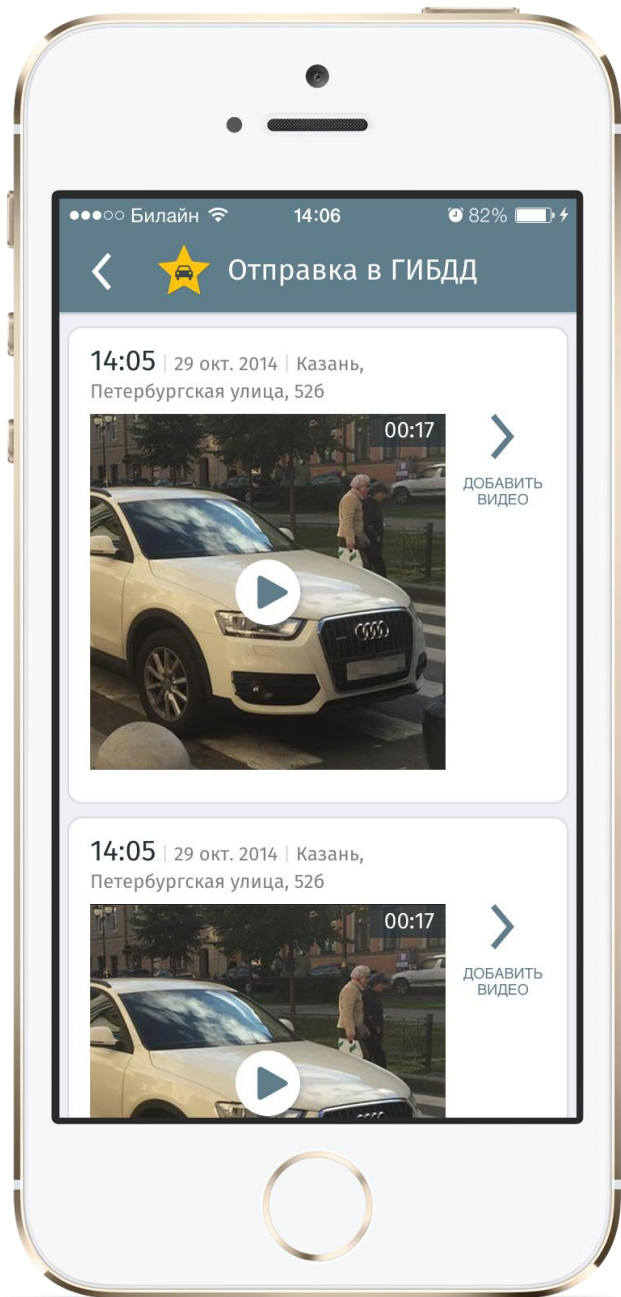 Билайн 14:06 82%
Отправка в ГИБДД
14:05 | 29 окт. 2014 | Казань,
Петербургская улица, 52б
00:17
ДОБАВИТЬ
ВИДЕО
14:05 | 29 окт. 2014 | Казань,
Петербургская улица, 52б
00:17
ДОБАВИТЬ
ВИДЕО